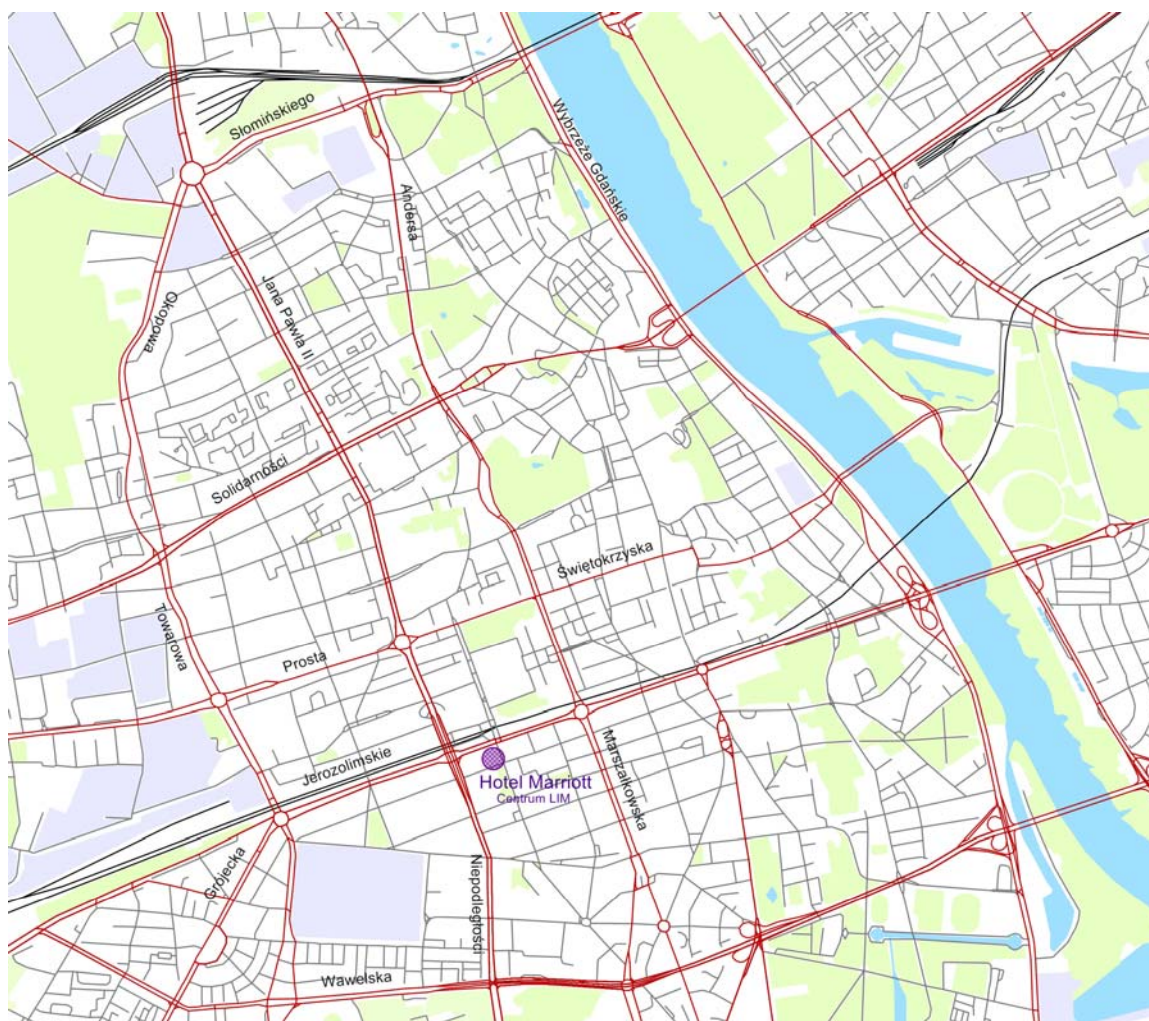 Słomińskiego
Wybrzeże Gdańskie
Andersa
Jana Pawła II
Okopowa
Solidarności
Świętokrzyska
Towarowa
Prosta
Jerozolimskie
Marszałkowska
Hotel Marriott
Centrum LIM
Grójecka
Niepodległości
Wawelska